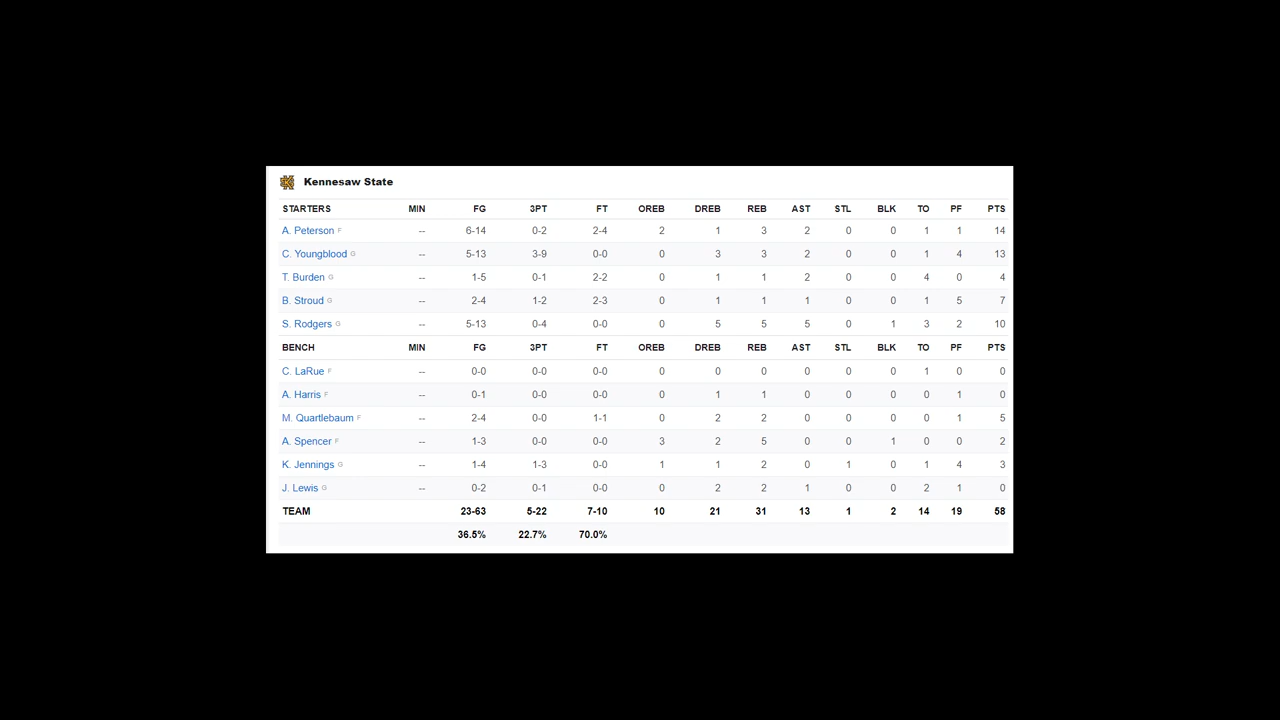 Kennesaw State
STARTERS MIN FG 3PT FT OREB DREB REB AST STL BLK TO PF PTS
A. Peterson F -- 6-14 0-2 2-4 2 1 3 2 0 0 1 1 14
C. Youngblood G -- 5-13 3-9 0-0 0 3 3 2 0 0 1 4 13
T. Burden G -- 1-5 0-1 2-2 0 1 1 2 0 0 4 0 4
B. Stroud G -- 2-4 1-2 2-3 0 1 1 1 0 0 1 5 7
S. Rodgers G -- 5-13 0-4 0-0 0 5 5 5 0 1 3 2 10
BENCH MIN FG 3PT FT OREB DREB REB AST STL BLK TO PF PTS
C. LaRue F -- 0-0 0-0 0-0 0 0 0 0 0 0 1 0 0
A. Harris F -- 0-1 0-0 0-0 0 1 1 0 0 0 0 1 0
M. Quartlebaum F -- 2-4 0-0 1-1 0 2 2 0 0 0 0 1 5
A. Spencer F -- 1-3 0-0 0-0 3 2 5 0 0 1 0 0 2
K. Jennings G -- 1-4 1-3 0-0 1 1 2 0 1 0 1 4 3
J. Lewis G -- 0-2 0-1 0-0 0 2 2 1 0 0 2 1 0
TEAM 23-63 5-22 7-10 10 21 31 13 1 2 14 19 58
36.5% 22.7% 70.0%